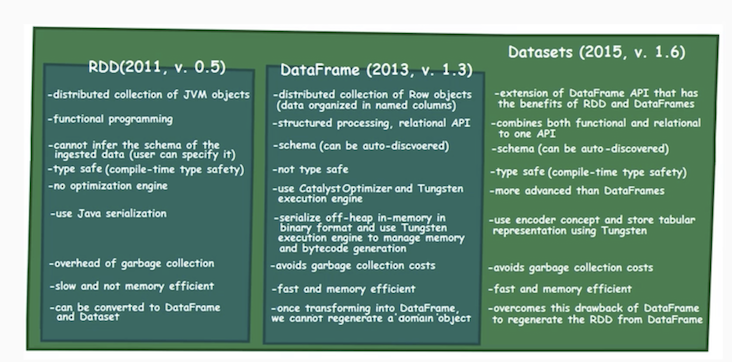 RDD(2011, v. 0.5)
-distributed collection of JVM objects
-functional programming
-cannot infer the schema of the
ingested data (user can specify it)
-type safe (compile-time type safety)
-no optimization engine
-use Java serialization
-overhead of garbage collection
-slow and not memory efficient
-can be converted to DataFrame
and Dataset
DataFrame (2013, v. 1.3)
-distributed collection of Row objects
(data organized in named columns)
-structured processing, relational API
-schema (can be auto-discvoered)
-not type safe
-use Catalyst Optimizer and Tungsten
execution engine
-serialize off-heap in-memory in
binary format and use Tungsten
execution engine to manage memory
and bytecode generation
-avoids garbage collection costs
-fast and memory efficient
-once transforming into DataFrame,
we cannot regenerate a domain object
Datasets (2015, v. 1.6)
-extension of DataFrame API that has
the benefits of RDD and DataFrames
-combines both functional and relational
to one API
-schema (can be auto-discovered)
-type safe (compile-time type safety)
-more advanced than DataFrames
-use encoder concept and store tabular
representation using Tungsten
-avoids garbage collection costs
-fast and memory efficient
-overcomes this drawback of DataFrame
to regenerate the RDD from DataFrame